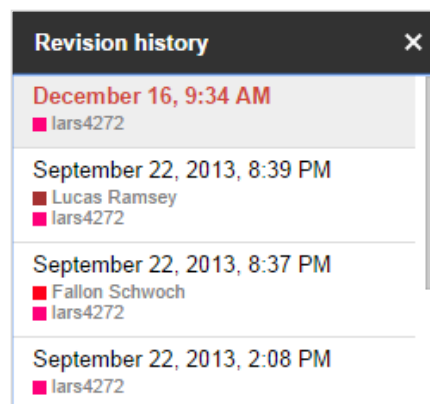 Revision history ×
December 16, 9:34 AM
lars4272
September 22, 2013, 8:39 PM
Lucas Ramsey
lars4272
September 22, 2013, 8:37 PM
Fallon Schwoch
lars4272
September 22, 2013, 2:08 PM
lars4272